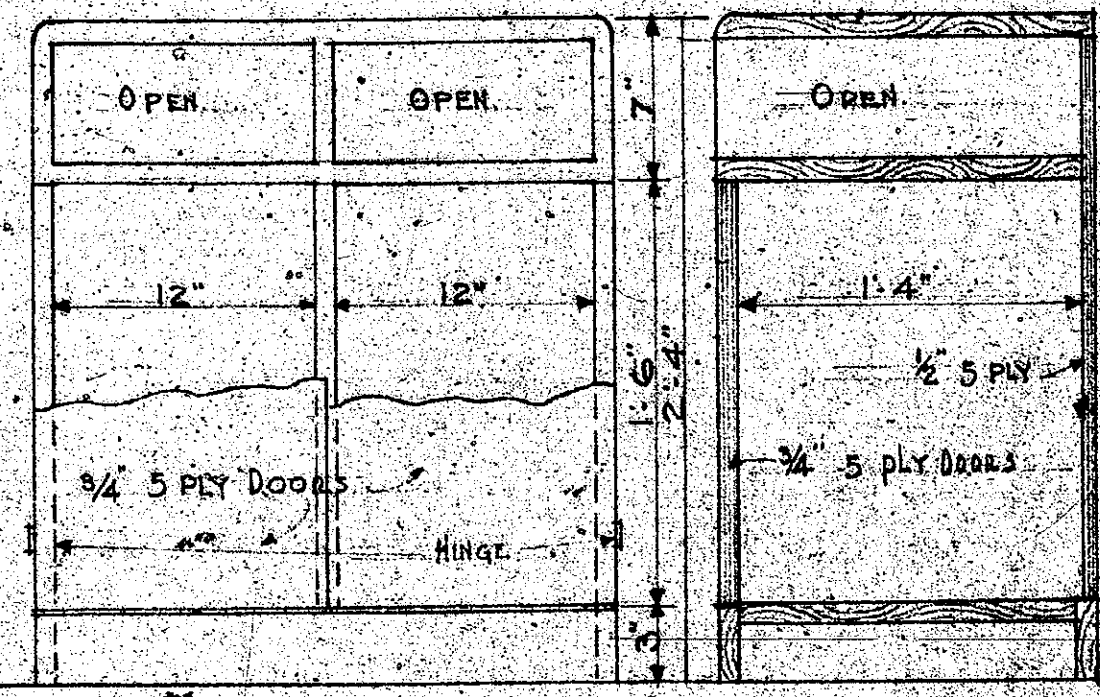 OPEN.
OPEN.
7"
OPEN.
12"
12"
1'-6"
2'-4"
1'-4"
1/2" 5 PLY
3/4" 5 PLY DOORS
3/4" 5 PLY DOORS
HINGE
3"